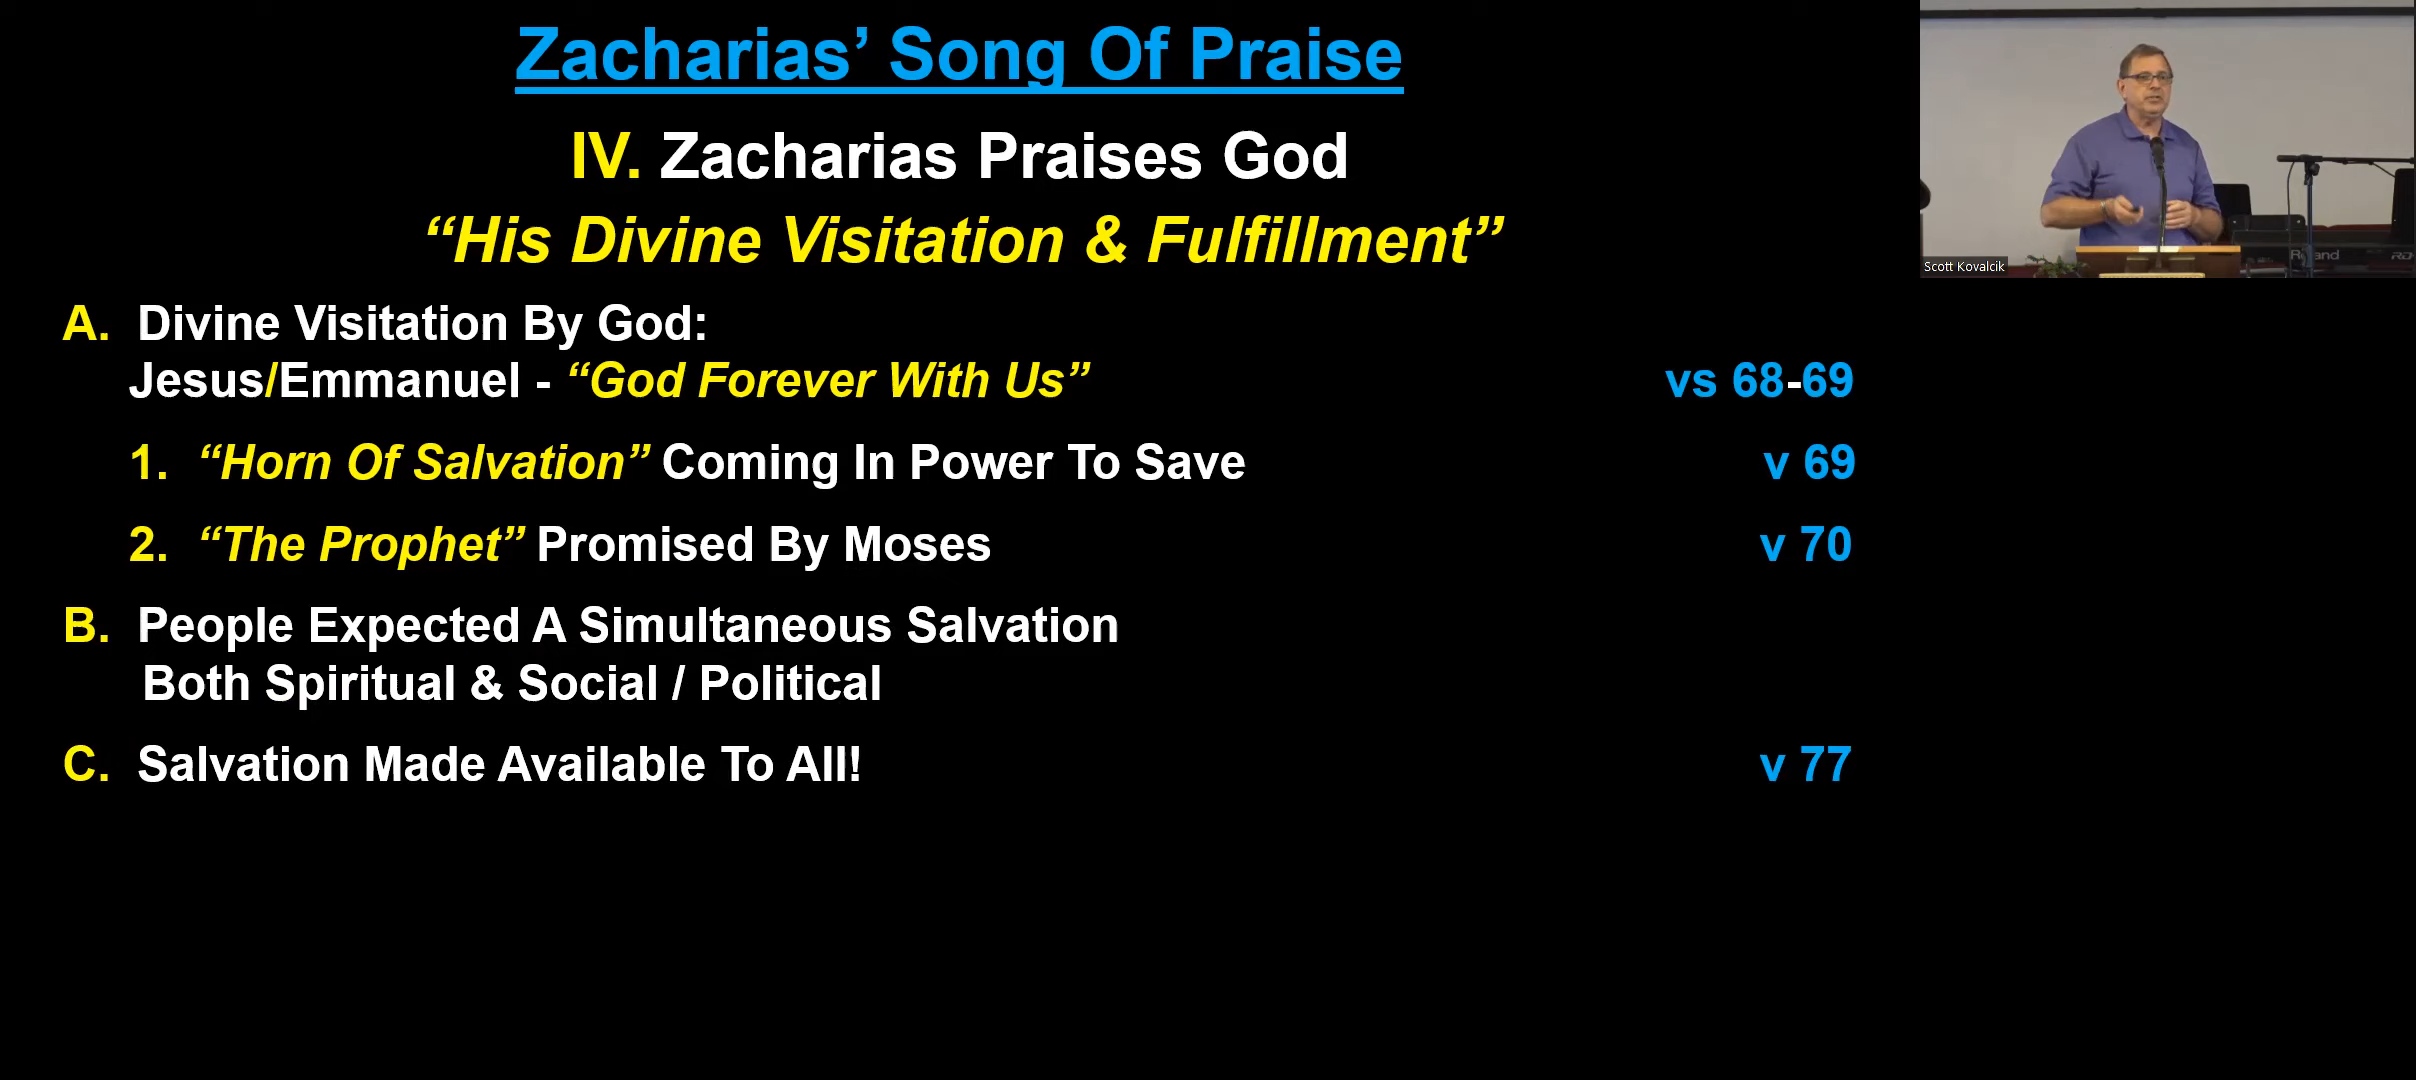 Zacharias’ Song Of Praise
IV. Zacharias Praises God
“His Divine Visitation & Fulfillment”
A. Divine Visitation By God:
Jesus/Emmanuel - “God Forever With Us” vs 68-69
1. “Horn Of Salvation” Coming In Power To Save v 69
2. “The Prophet” Promised By Moses v 70
B. People Expected A Simultaneous Salvation
Both Spiritual & Social / Political
C. Salvation Made Available To All! v 77
Scott Kovalcik
Roland